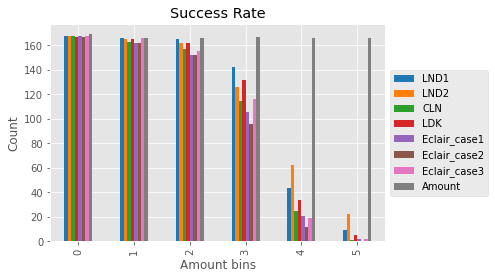 Success Rate
160
140
120
100
80
60
40
20
0
Count
0
1
2
3
4
5
Amount bins
LND1
LND2
CLN
LDK
Eclair_case1
Eclair_case2
Eclair_case3
Amount